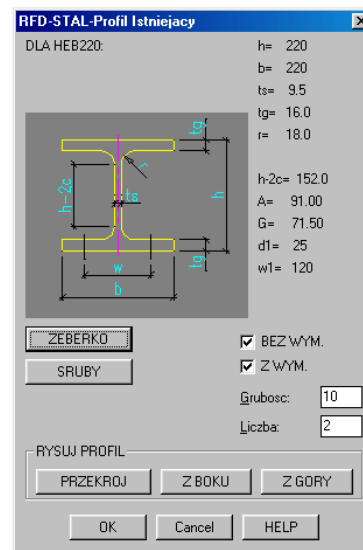 RFD-STAL-Profil Istniejacy
DLA HEB220:
h= 220
b= 220
ts= 9.5
tg= 16.0
r= 18.0
h-2c= 152.0
A= 91.00
G= 71.50
d1= 25
w1= 120
tg
r
h-2c
ts
h
tg
w
b
ZEBERKO
BEZ WYM.
SRUBY
Z WYM.
Grubosc: 10
Liczba: 2
RYSUJ PROFIL
PRZEKROJ Z BOKU Z GORY
OK Cancel HELP